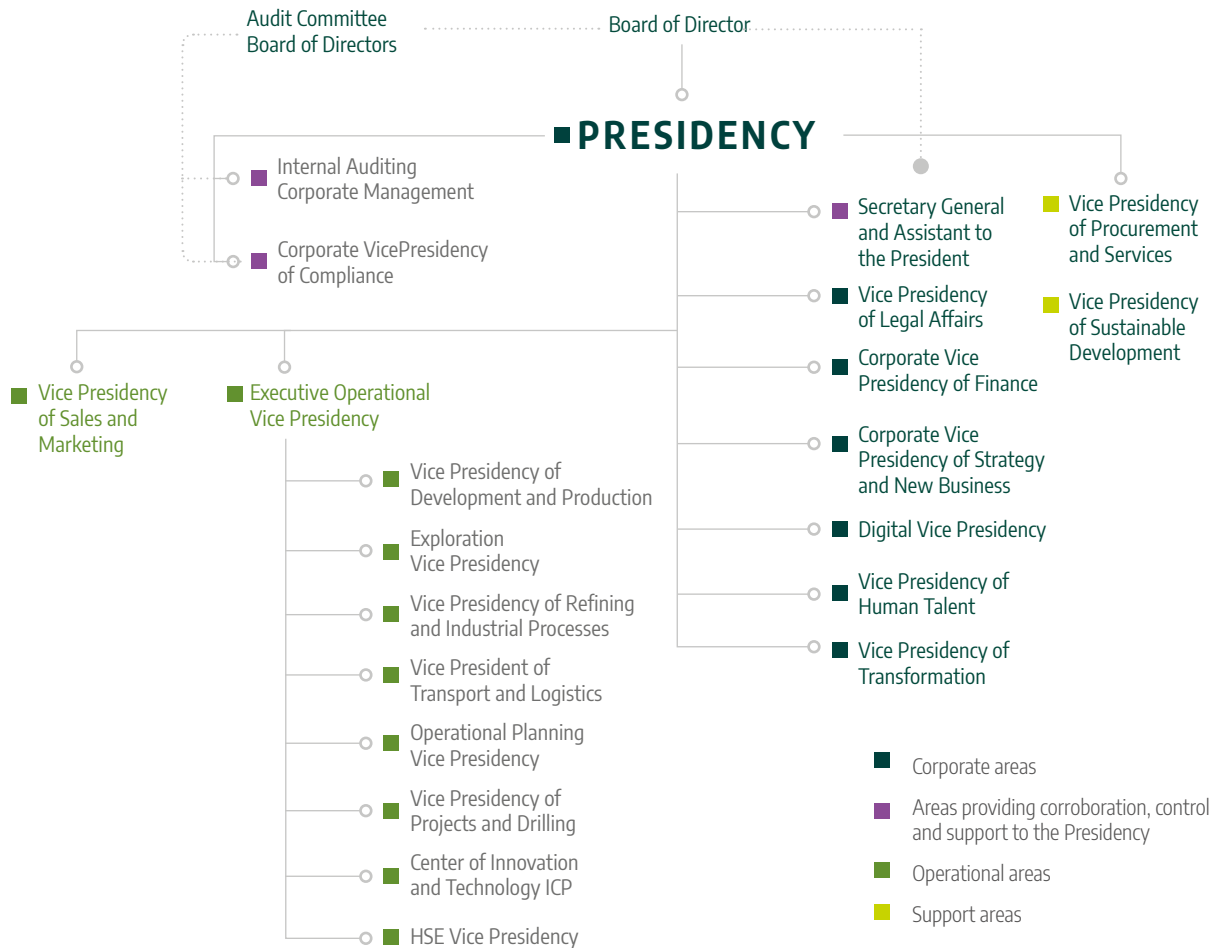 Audit Committee
Board of Directors
Board of Director
PRESIDENCY
Internal Auditing
Corporate Management
Corporate VicePresidency
of Compliance
Secretary General
and Assistant to
the President
Vice Presidency
of Procurement
and Services
Vice Presidency
of Legal Affairs
Vice Presidency
of Sustainable
Development
Corporate Vice
Presidency of Finance
Vice Presidency
of Sales and
Marketing
Executive Operational
Vice Presidency
Corporate Vice
Presidency of Strategy
and New Business
Digital Vice Presidency
Vice Presidency of
Human Talent
Vice Presidency of
Transformation
Vice Presidency of
Development and Production
Exploration
Vice Presidency
Vice Presidency of Refining
and Industrial Processes
Vice President of
Transport and Logistics
Operational Planning
Vice Presidency
Vice Presidency of
Projects and Drilling
Center of Innovation
and Technology ICP
HSE Vice Presidency
Corporate areas
Areas providing corroboration, control
and support to the Presidency
Operational areas
Support areas